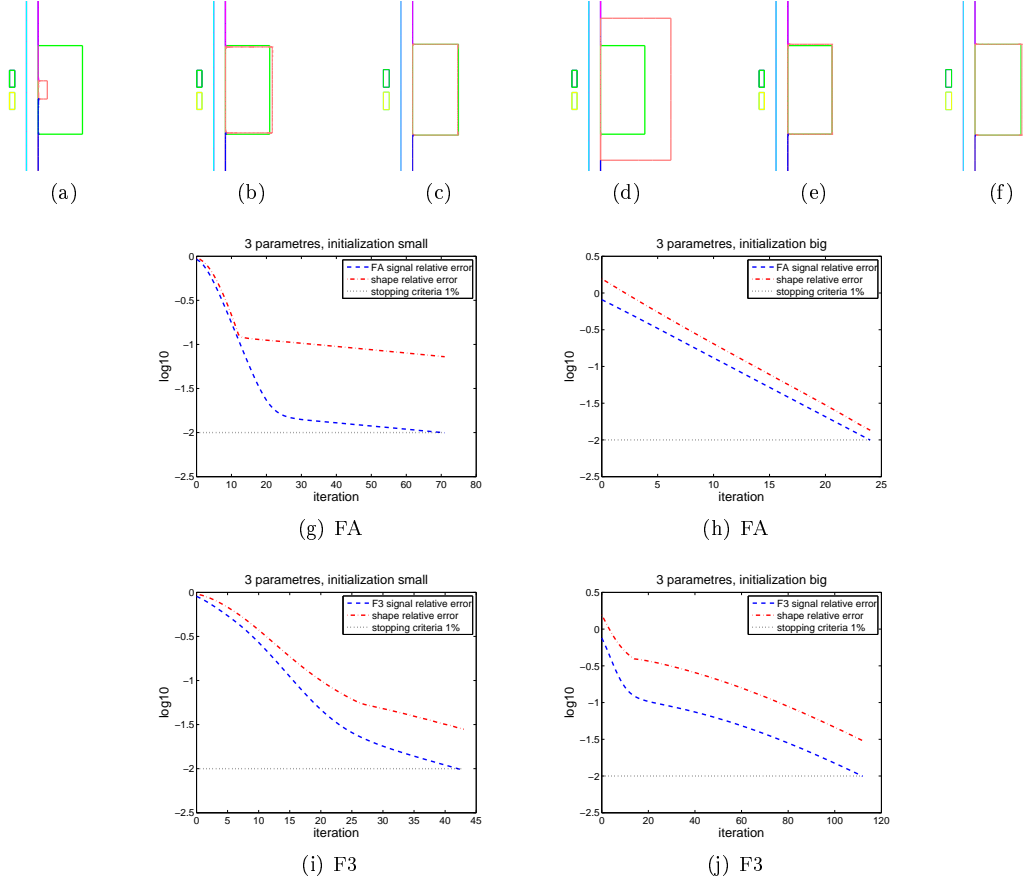 (a) (b) (c) (d) (e) (f)
3 parametres, initialization small
FA signal relative error
shape relative error
stopping criteria 1%
log10
0
−0.5
−1
−1.5
−2
−2.5
0 10 20 30 40 50 60 70 80
iteration
(g) FA
3 parametres, initialization big
FA signal relative error
shape relative error
stopping criteria 1%
log10
0.5
0
−0.5
−1
−1.5
−2
−2.5
0 5 10 15 20 25
iteration
(h) FA
3 parametres, initialization small
F3 signal relative error
shape relative error
stopping criteria 1%
log10
0
−0.5
−1
−1.5
−2
−2.5
0 5 10 15 20 25 30 35 40 45
iteration
(i) F3
3 parametres, initialization big
F3 signal relative error
shape relative error
stopping criteria 1%
log10
0.5
0
−0.5
−1
−1.5
−2
−2.5
0 20 40 60 80 100 120
iteration
(j) F3